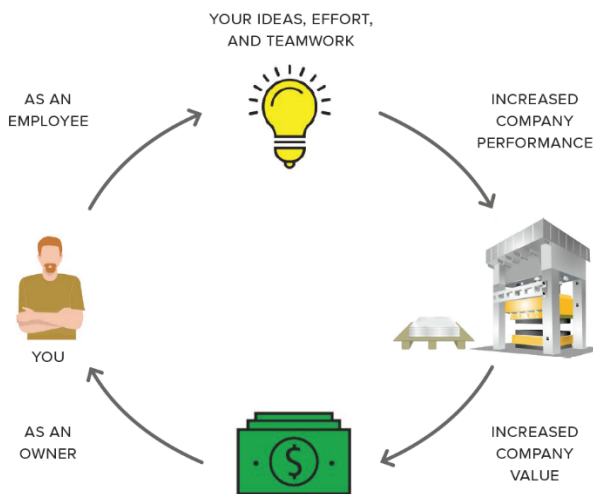 YOUR IDEAS, EFFORT,
AND TEAMWORK
AS AN
EMPLOYEE
INCREASED
COMPANY
PERFORMANCE
YOU
$
AS AN
OWNER
INCREASED
COMPANY
VALUE